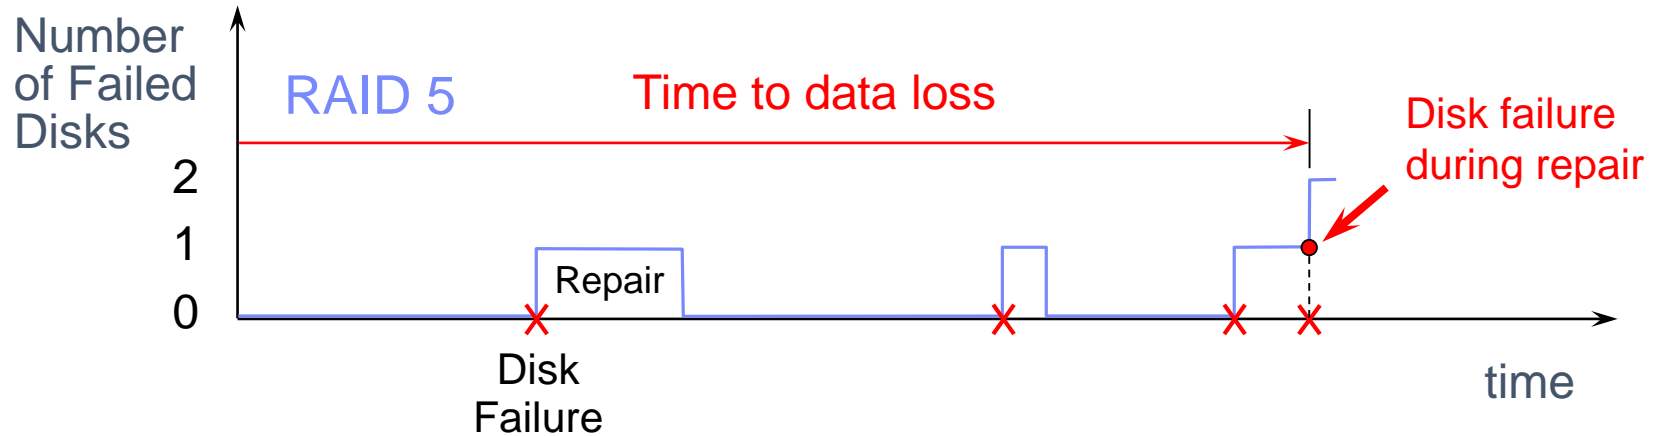 Number
of Failed
Disks
RAID 5
Time to data loss
Disk failure
during repair
2
1
0
Repair
Disk
Failure
time